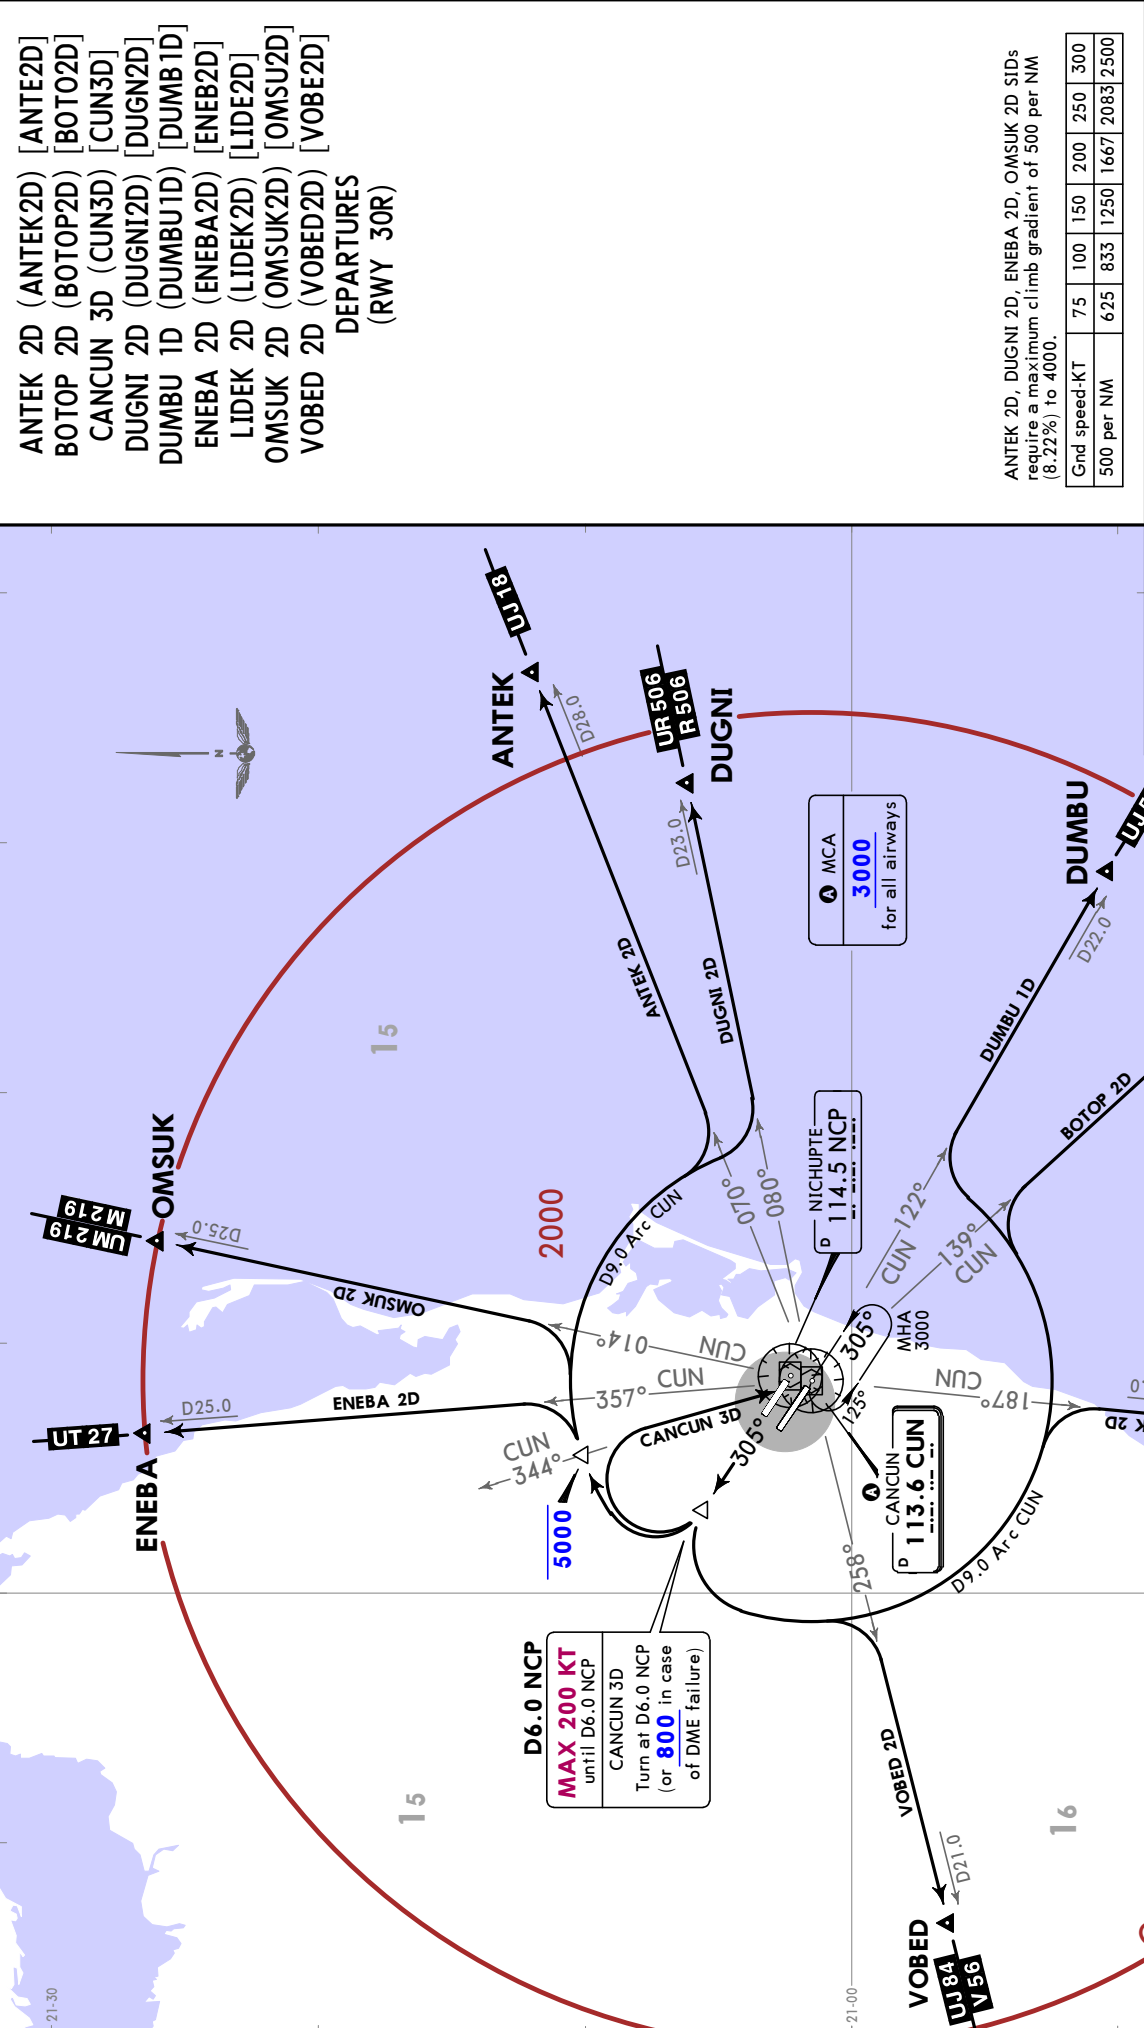 ANTEK 2D (ANTEK2D) [ANTE2D]
BOTOP 2D (BOTOP2D) [BOTO2D]
CANCUN 3D (CUN3D) [CUN3D]
DUGNI 2D (DUGNI2D) [DUGN2D]
DUMBU 1D (DUMBU1D) [DUMB1D]
ENEBA 2D (ENEBA2D) [ENEB2D]
LIDEK 2D (LIDEK2D) [LIDE2D]
OMSUK 2D (OMSUK2D) [OMSU2D]
VOBED 2D (VOBED2D) [VOBE2D]
DEPARTURES
(RWY 30R)
ANTEK 2D, DUGNI 2D, ENEBA 2D, OMSUK 2D SIDs
require a maximum climb gradient of 500 per NM
(8.22%) to 4000.
Gnd speed-KT 75 100 150 200 250 300
500 per NM 625 833 1250 1667 2083 2500
UJ 18
ANTEK
D28.0
UR 506
R 506
DUGNI
D23.0
A MCA
3000
for all airways
DUMBU
D22.0
ANTEK 2D
DUGNI 2D
DUMBU 1D
BOTOP 2D
15
OMSUK
M 219
UM 219
D25.0
OMSUK 2D
2000
D9.0 Arc CUN
070°
080°
NICHUPTE
D 114.5 NCP
122°
CUN
139°
CUN
014°
CUN
357°
CUN
305°
MHA
3000
187°
CUN
125°
UT 27
ENEBA
D25.0
ENEBA 2D
CUN
344°
CANCUN 3D
305°
5000
A
CANCUN
D 113.6 CUN
258°
D9.0 Arc CUN
D6.0 NCP
MAX 200 KT
until D6.0 NCP
CANCUN 3D
Turn at D6.0 NCP
(or 800 in case
of DME failure)
VOBED 2D
15
16
D21.0
VOBED
UJ 84
V 56
21-30
21-00